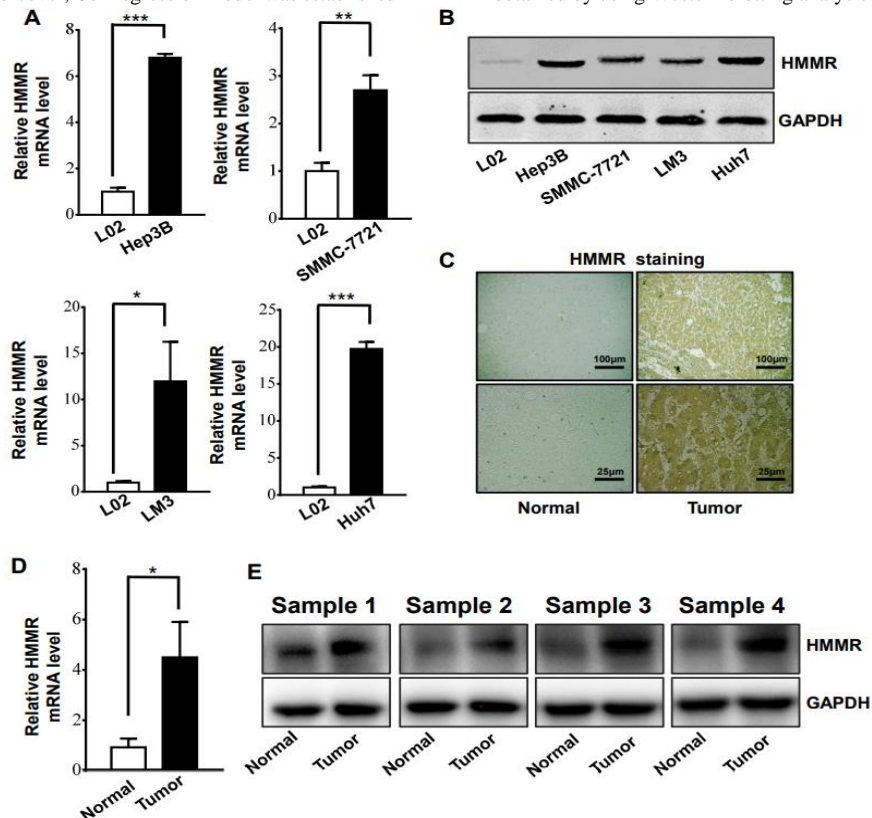 A
Relative HMMR
mRNA level
8
6
4
2
0
***
L02
Hep3B
Relative HMMR
mRNA level
4
3
2
1
0
**
L02
SMMC-7721
Relative HMMR
mRNA level
20
15
10
5
0
*
L02
LM3
Relative HMMR
mRNA level
25
20
15
10
5
0
***
L02
Huh7
B
HMMR
GAPDH
L02
Hep3B
SMMC-7721
LM3
Huh7
C
HMMR staining
100μm
100μm
25μm
25μm
Normal
Tumor
D
Relative HMMR
mRNA level
8
6
4
2
0
*
Normal
Tumor
E
Sample 1
Sample 2
Sample 3
Sample 4
HMMR
GAPDH
Normal
Tumor
Normal
Tumor
Normal
Tumor
Normal
Tumor